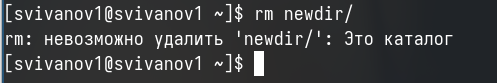 [svivanov1@svivanov1 ~]$ rm newdir/
rm: невозможно удалить 'newdir/': Это каталог
[svivanov1@svivanov1 ~]$